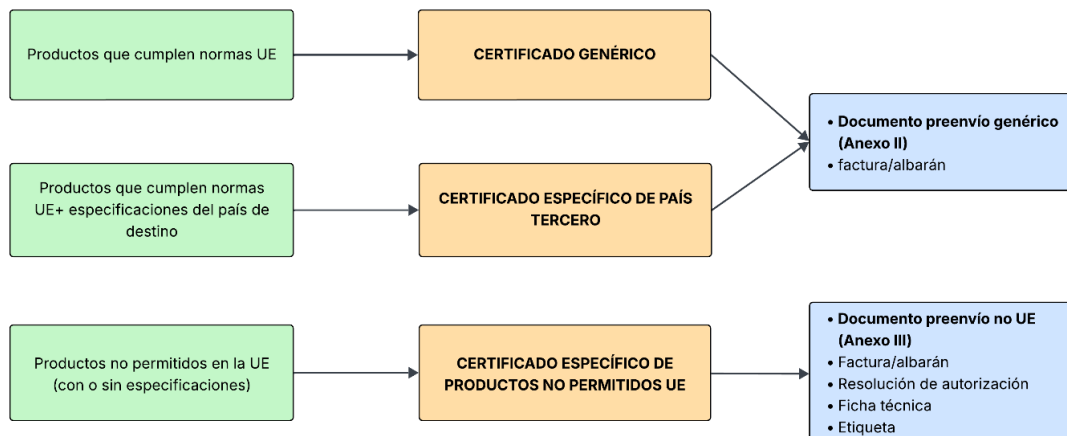 Productos que cumplen normas UE
CERTIFICADO GENÉRICO
• Documento preenvío genérico
(Anexo II)
• factura/albarán
Productos que cumplen normas
UE+ especificaciones del país de
destino
CERTIFICADO ESPECÍFICO DE PAÍS
TERCERO
Productos no permitidos en la UE
(con o sin especificaciones)
CERTIFICADO ESPECÍFICO DE
PRODUCTOS NO PERMITIDOS UE
• Documento preenvío no UE
(Anexo III)
• Factura/albarán
• Resolución de autorización
• Ficha técnica
• Etiqueta